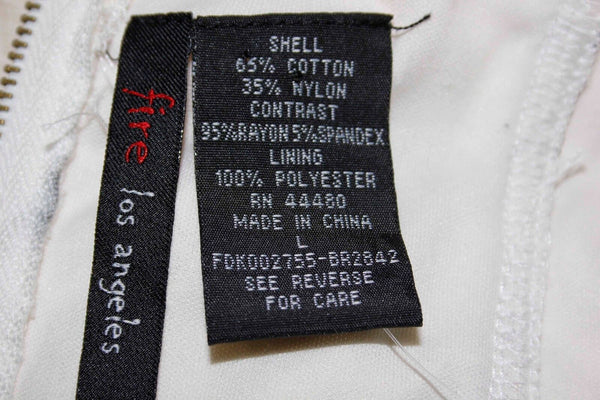 fire los angeles
SHELL
65% COTTON
35% NYLON
CONTRAST
95%RAYON 5%SPANDEX
LINING
100% POLYESTER
RN 44480
MADE IN CHINA
L
FDK002755-BR2842
SEE REVERSE
FOR CARE